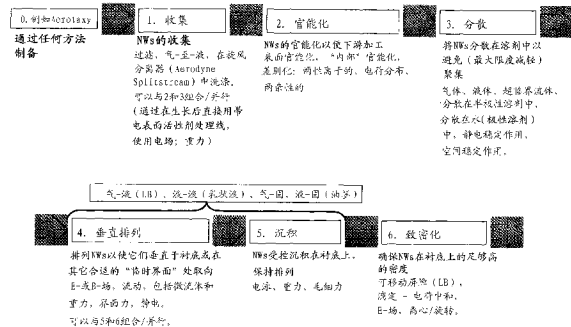 0. 例如Aerotaxy
通过任何方法
制备
1. 收集
NWs的收集
过滤、气-至-液，在旋风
分离器（Aerodyne
Splitstream）中洗涤，
可以与2和3组合/并行
（通过在生长后直接用带
电表面活性剂处理线，
使用电场；重力）
2. 官能化
NWs的官能化以便下游加工
表面官能化。“内部”官能化。
差别化：两性离子的、电荷分布、
两亲性的
3. 分散
将NWs分散在溶剂中以
避免（最大限度减轻）
聚集
气体、液体、超临界流体、
分散在非极性溶剂中、
分散在水（极性溶剂）
中、静电稳定作用、
空间稳定作用。
气-液（LB）、液-液（乳状液）、气-固、液-固（油墨）
4. 垂直排列
排列NWs以使它们垂直于衬底或在
其它合适的“临时界面”处取向
E-或B-场、流动、包括微流体和
重力，界面力，静电。
可以与5和6组合/并行。
5. 沉积
NWs受控沉积在衬底上，
保持排列
电泳、重力、毛细力
6. 致密化
确保NWs在衬底上的足够高
的密度
可移动屏障（LB），
滴定 - 电荷中和，
E-场、离心/旋转。